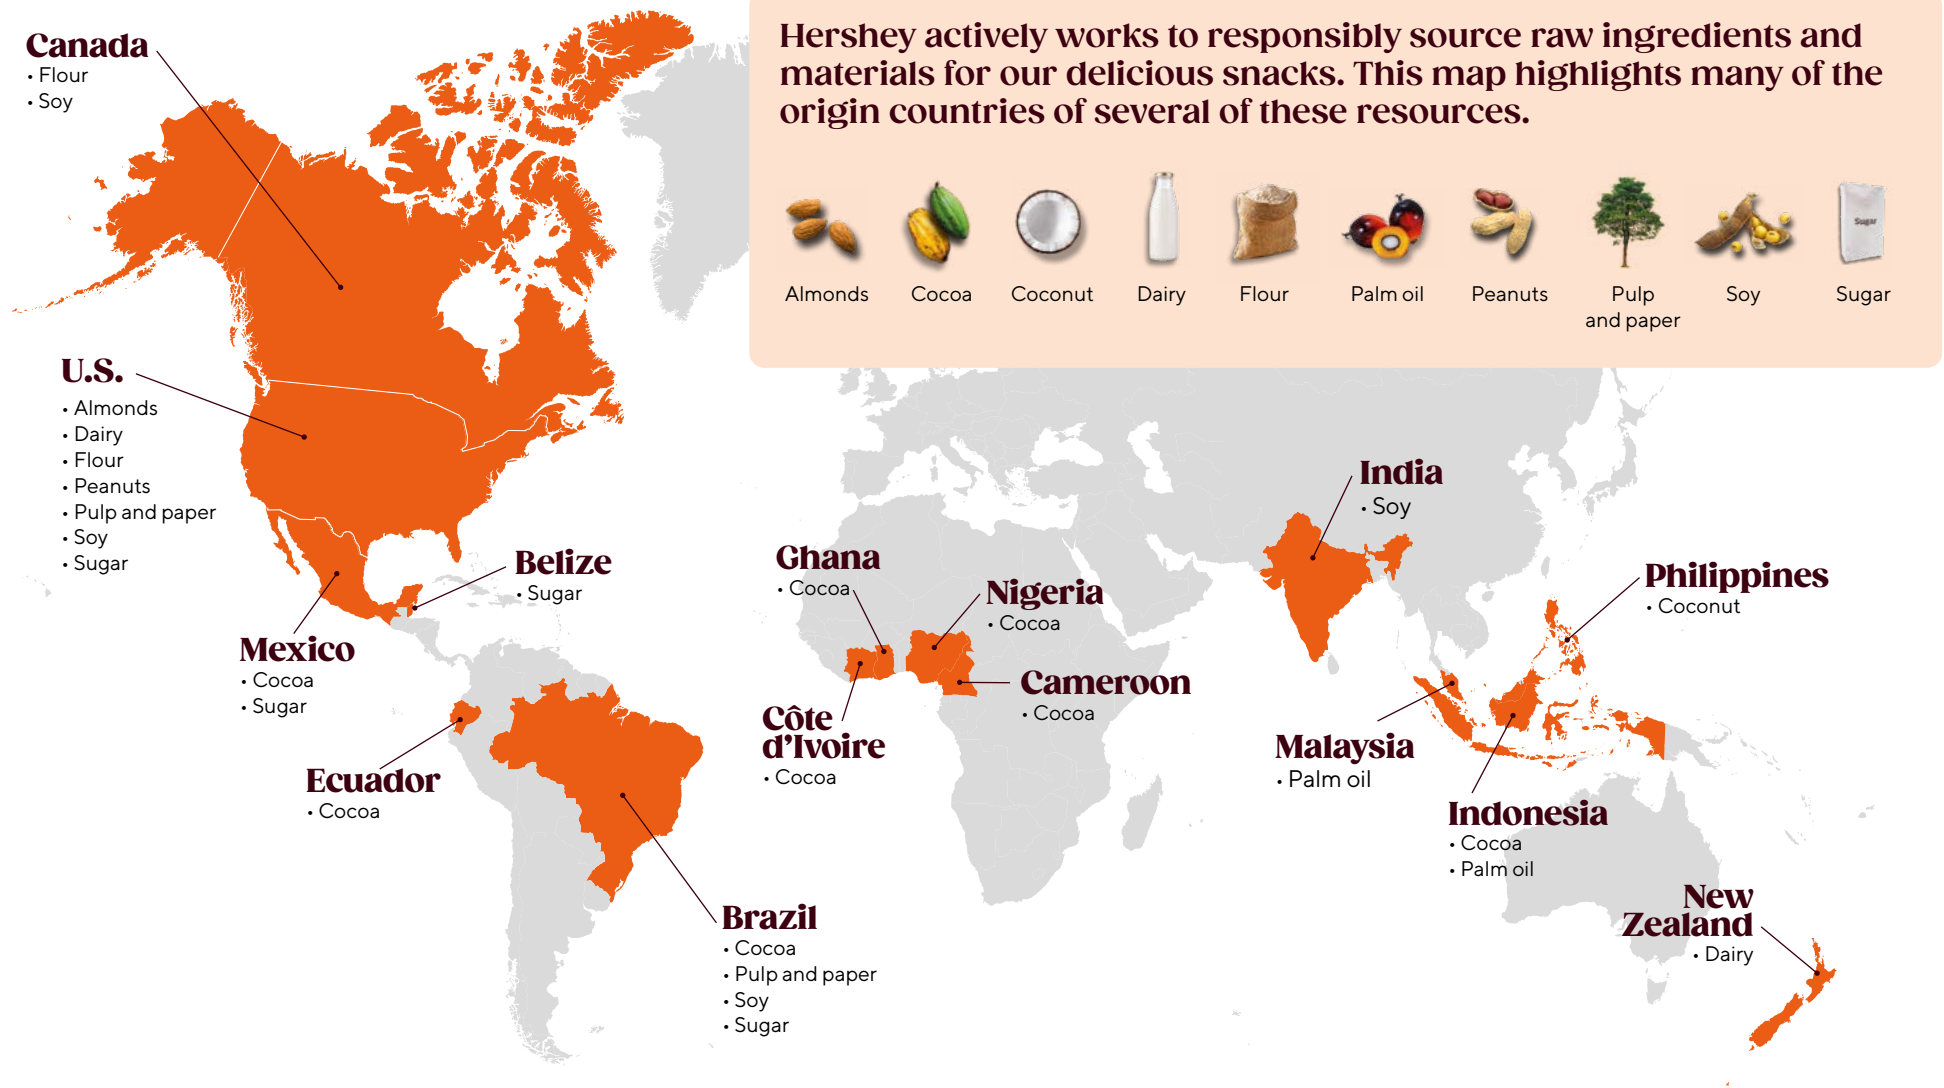 Hershey actively works to responsibly source raw ingredients and
materials for our delicious snacks. This map highlights many of the
origin countries of several of these resources.
Almonds
Cocoa
Coconut
Dairy
Flour
Palm oil
Peanuts
Pulp
and paper
Soy
Sugar
Sugar
Canada
• Flour
• Soy
U.S.
• Almonds
• Dairy
• Flour
• Peanuts
• Pulp and paper
• Soy
• Sugar
Belize
• Sugar
Mexico
• Cocoa
• Sugar
Ecuador
• Cocoa
Brazil
• Cocoa
• Pulp and paper
• Soy
• Sugar
Ghana
• Cocoa
Nigeria
• Cocoa
Cameroon
• Cocoa
Côte
d’Ivoire
• Cocoa
India
• Soy
Philippines
• Coconut
Malaysia
• Palm oil
Indonesia
• Cocoa
• Palm oil
New
Zealand
• Dairy